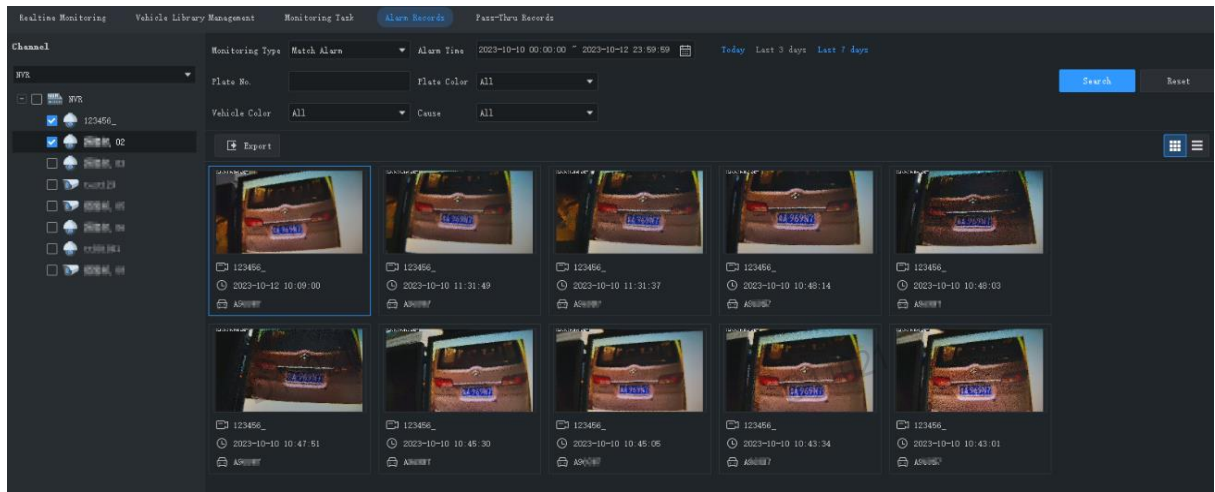 Realtime Monitoring Vehicle Library Management Monitoring Task Alarm Records Pass-Thru Records
Channel
NVR
NVR
123456_
02
03
Monitoring Type Match Alarm Alarm Time 2023-10-10 00:00:00 ~ 2023-10-12 23:59:59 Today Last 3 days Last 7 days
Plate No. Plate Color All Search Reset
Vehicle Color All Cause All
Export
123456_ 123456_ 123456_ 123456_ 123456_
2023-10-12 10:09:00 2023-10-10 11:31:49 2023-10-10 11:31:37 2023-10-10 10:48:14 2023-10-10 10:48:03
123456_ 123456_ 123456_ 123456_ 123456_
2023-10-10 10:47:51 2023-10-10 10:45:30 2023-10-10 10:45:05 2023-10-10 10:43:34 2023-10-10 10:43:01